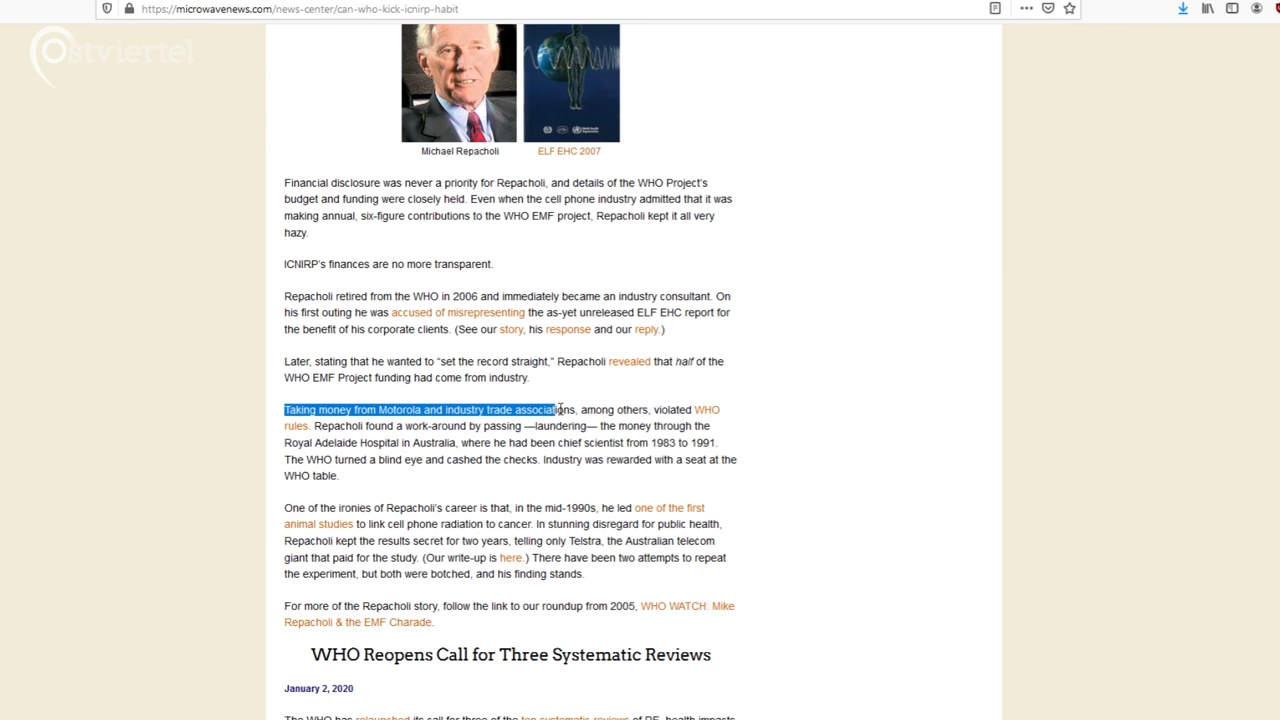 https://microwavenews.com/news-center/can-who-kick-icnirp-habit
Ostviertel
Michael Repacholi
ELF EHC 2007
Financial disclosure was never a priority for Repacholi, and details of the WHO Project's
budget and funding were closely held. Even when the cell phone industry admitted that it was
making annual, six-figure contributions to the WHO EMF project, Repacholi kept it all very
hazy.
ICNIRP's finances are no more transparent.
Repacholi retired from the WHO in 2006 and immediately became an industry consultant. On
his first outing he was accused of misrepresenting the as-yet unreleased ELF EHC report for
the benefit of his corporate clients. (See our story, his response and our reply.)
Later, stating that he wanted to “set the record straight,” Repacholi revealed that half of the
WHO EMF Project funding had come from industry.
Taking money from Motorola and industry trade associations, among others, violated WHO
rules. Repacholi found a work-around by passing —laundering— the money through the
Royal Adelaide Hospital in Australia, where he had been chief scientist from 1983 to 1991.
The WHO turned a blind eye and cashed the checks. Industry was rewarded with a seat at the
WHO table.
One of the ironies of Repacholi's career is that, in the mid-1990s, he led one of the first
animal studies to link cell phone radiation to cancer. In stunning disregard for public health,
Repacholi kept the results secret for two years, telling only Telstra, the Australian telecom
giant that paid for the study. (Our write-up is here.) There have been two attempts to repeat
the experiment, but both were botched, and his finding stands.
For more of the Repacholi story, follow the link to our roundup from 2005, WHO WATCH: Mike
Repacholi & the EMF Charade.
WHO Reopens Call for Three Systematic Reviews
January 2, 2020
The WHO has relaunched its call for three of the ten systematic reviews of RF health impacts